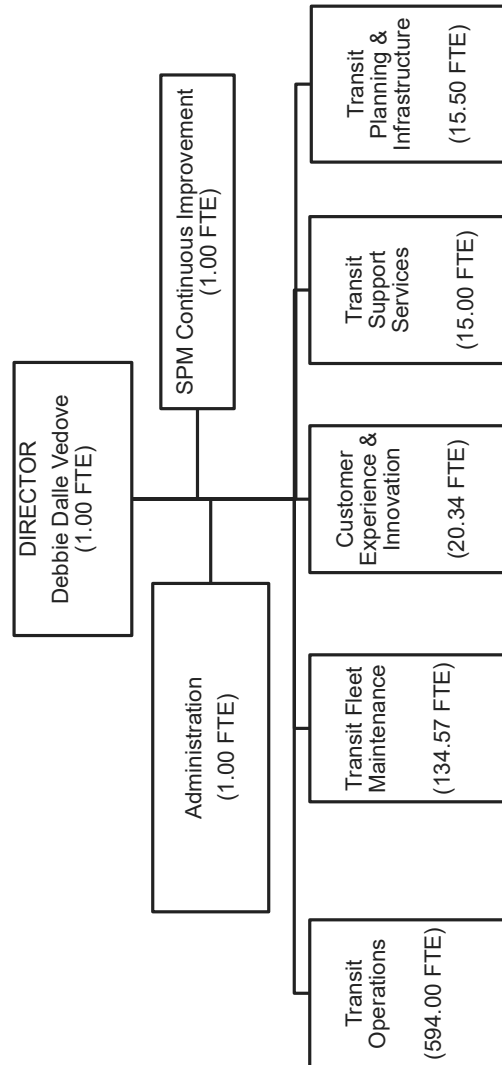 DIRECTOR
Debbie Dalle Vedove
(1.00 FTE)
Administration
(1.00 FTE)
SPM Continuous Improvement
(1.00 FTE)
Transit
Operations
(594.00 FTE)
Transit Fleet
Maintenance
(134.57 FTE)
Customer
Experience &
Innovation
(20.34 FTE)
Transit
Support
Services
(15.00 FTE)
Transit
Planning &
Infrastructure
(15.50 FTE)